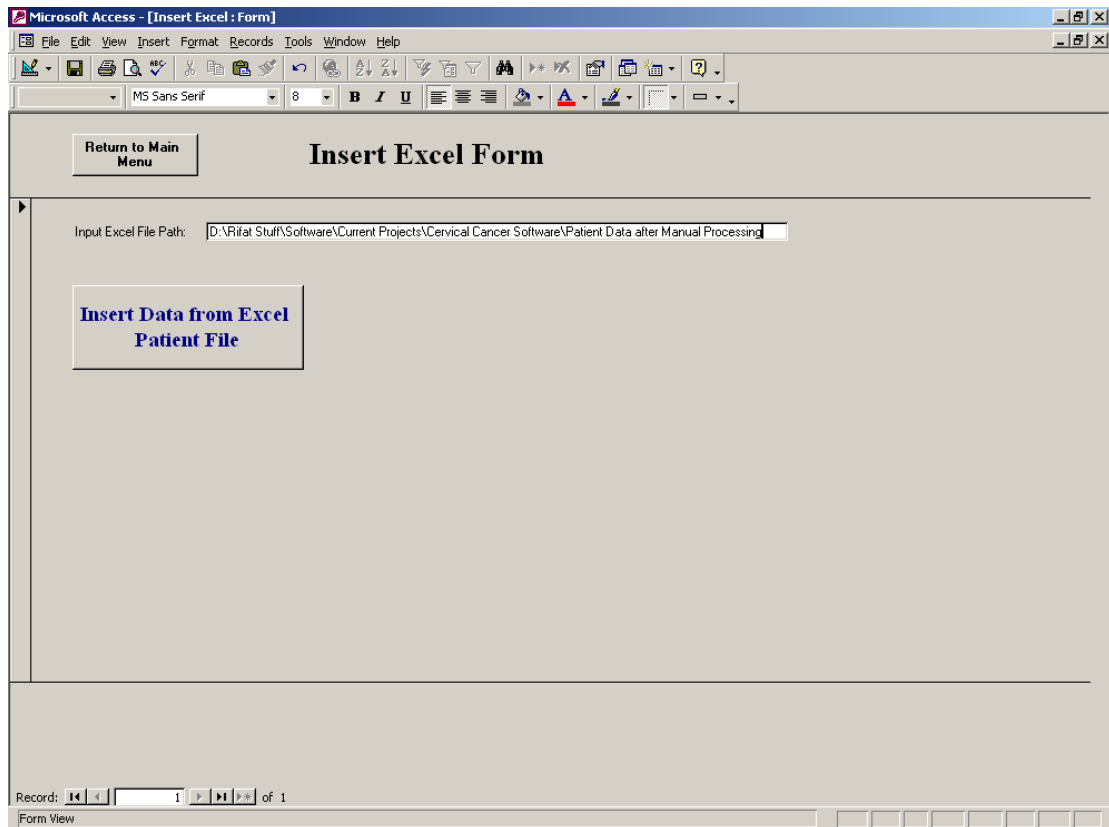 Microsoft Access - [Insert Excel : Form]
File Edit View Insert Format Records Tools Window Help
MS Sans Serif 8 B I U A
Return to Main
Menu
Insert Excel Form
Input Excel File Path: D:\Rifat Stuff\Software\Current Projects\Cervical Cancer Software\Patient Data after Manual Processing
Insert Data from Excel
Patient File
Record: 1 of 1
Form View